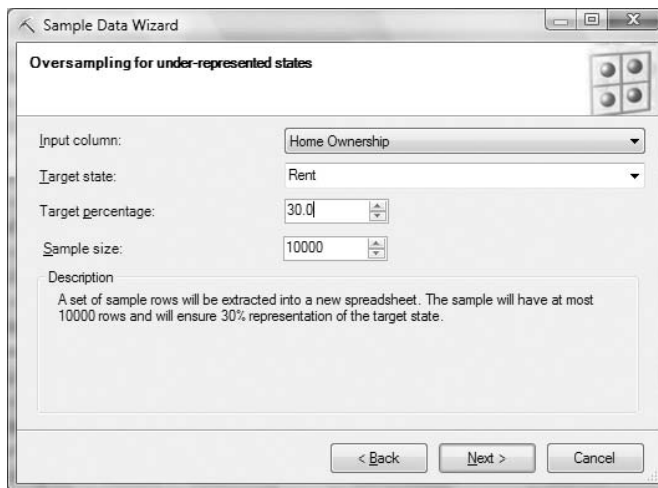 Sample Data Wizard
Oversampling for under-represented states
Input column:
Home Ownership
Target state:
Rent
Target percentage:
30.0
Sample size:
10000
Description
A set of sample rows will be extracted into a new spreadsheet. The sample will have at most
10000 rows and will ensure 30% representation of the target state.
< Back
Next >
Cancel